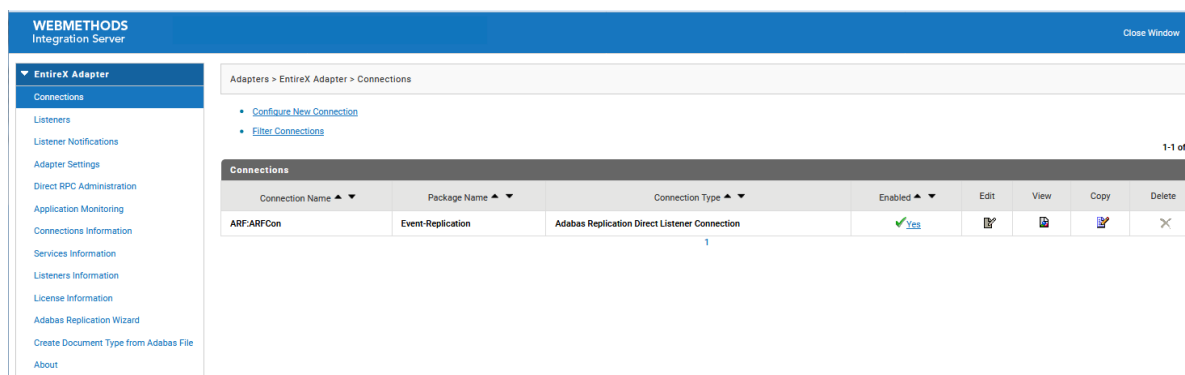 WEBMETHODS
Integration Server
Close Window
EntireX Adapter
Connections
Listeners
Listener Notifications
Adapter Settings
Direct RPC Administration
Application Monitoring
Connections Information
Services Information
Listeners Information
License Information
Adabas Replication Wizard
Create Document Type from Adabas File
About
Adapters > EntireX Adapter > Connections
Configure New Connection
Filter Connections
1-1 of
Connections
Connection Name Package Name Connection Type Enabled Edit View Copy Delete
ARF:ARFCon Event-Replication Adabas Replication Direct Listener Connection Yes
1